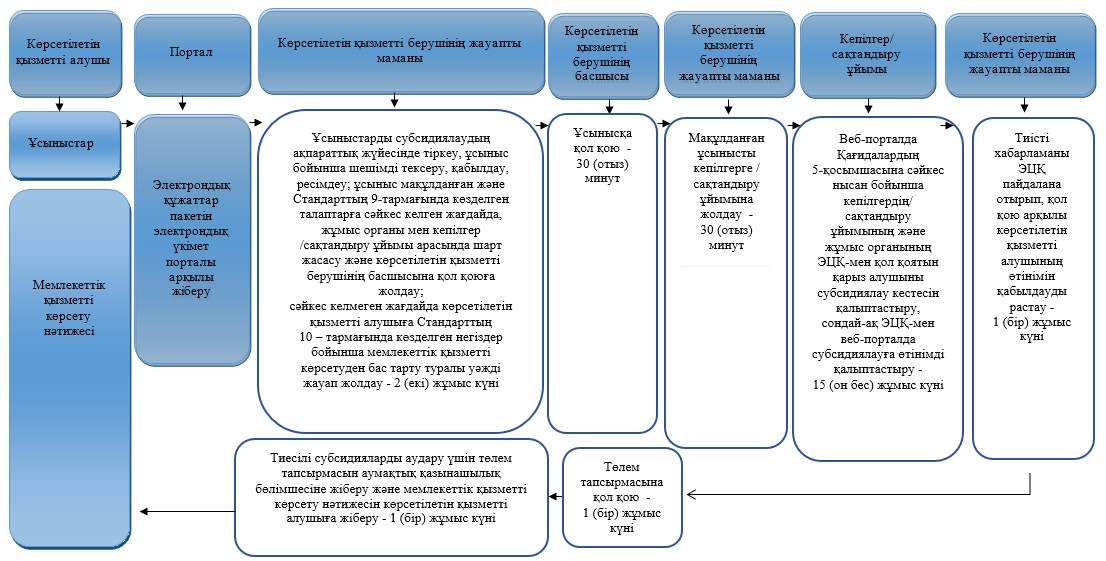 Көрсетілетін
қызметті алушы
Портал
Көрсетілетін қызметті берушінің жауапты
маманы
Көрсетілетін
қызметті
берушінің
басшысы
Көрсетілетін
қызметті
берушінің
жауапты маманы
Кепілгер/
сақтандыру
ұйымы
Көрсетілетін
қызметті берушінің
жауапты маманы
Ұсыныстар
Мемлекеттік
қызметті
көрсету
нәтижесі
Электрондық
құжаттар
пакетін
электрондық
үкімет
порталы
арқылы
жіберу
Ұсыныстарды субсидиялаудың
ақпараттық жүйесінде тіркеу, ұсыныс
бойынша шешімді тексеру, қабылдау,
ресімдеу; ұсыныс мақұлданған және
Стандарттың 9-тармағында көзделген
талаптарға сәйкес келген жағдайда,
жұмыс органы мен кепілгер
/сақтандыру ұйымы арасында шарт
жасасу және көрсетілетін қызметті
берушінің басшысына қол қоюға
жолдау;
сәйкес келмеген жағдайда көрсетілетін
қызметті алушыға Стандарттың
10 – тармағында көзделген негіздер
бойынша мемлекеттік қызметті
көрсетуден бас тарту туралы уәжді
жауап жолдау - 2 (екі) жұмыс күні
Ұсынысқа
қол қою -
30 (отыз)
минут
Мақұлданған
ұсынысты
кепілгерге /
сақтандыру
ұйымына
жолдау -
30 (отыз)
минут
Веб-порталда
Қағидалардың
5-қосымшасына сәйкес
нысан бойынша
кепілгердің/
сақтандыру
ұйымының және
жұмыс органының
ЭЦҚ-мен қол қоятын
қарыз алушыны
субсидиялау кестесін
қалыптастыру,
сондай-ақ ЭЦҚ-мен
веб-порталда
субсидиялауға өтінімді
қалыптастыру -
15 (он бес) жұмыс күні
Тиісті
хабарламаны
ЭЦҚ
пайдалана
отырып, қол
қою арқылы
көрсетілетін
қызметті
алушының
өтінімін
қабылдауды
растау -
1 (бір) жұмыс
күні
Тиесілі субсидияларды аудару үшін төлем
тапсырмасын аумақтық қазынашылық
бөлімшесіне жіберу және мемлекеттік қызметті
көрсету нәтижесін көрсетілетін қызметті
алушыға жіберу - 1 (бір) жұмыс күні
Төлем
тапсырмасына
қол қою -
1 (бір) жұмыс
күні